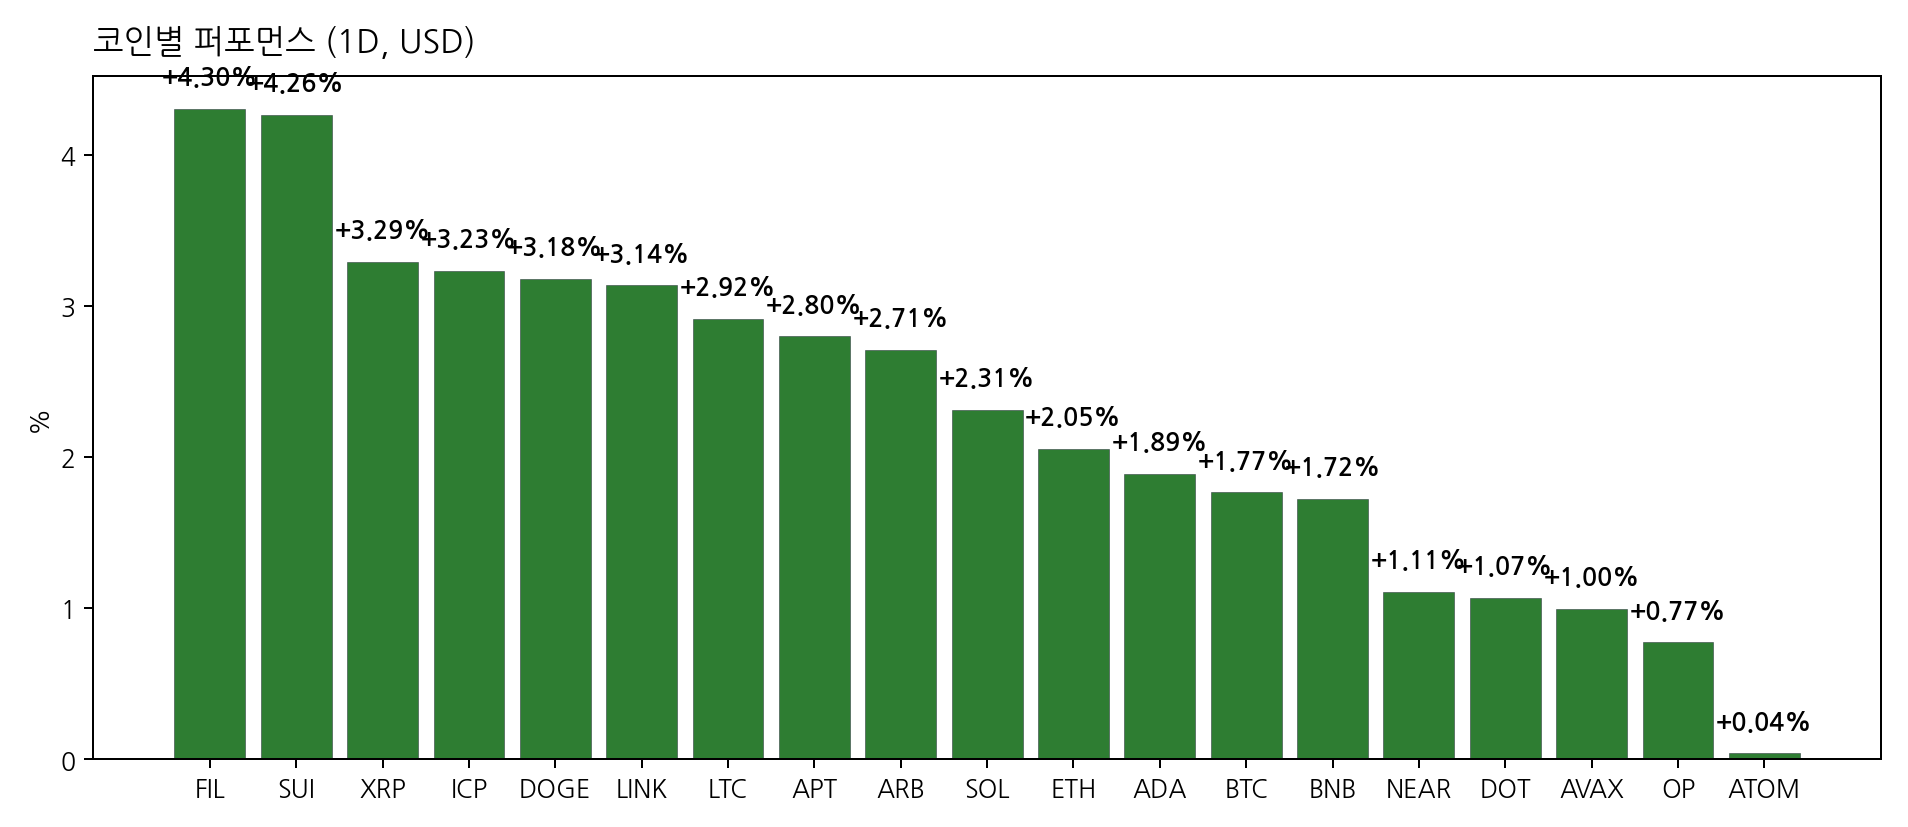 코인별 퍼포먼스 (1D, USD)
+4.30% +4.26%
+3.29% +3.23% +3.18% +3.14%
+2.92% +2.80% +2.71%
+2.31%
+2.05% +1.89% +1.77% +1.72%
+1.11% +1.07% +1.00%
+0.77%
+0.04%
4
3
%
2
1
0
FIL SUI XRP ICP DOGE LINK LTC APT ARB SOL ETH ADA BTC BNB NEAR DOT AVAX OP ATOM